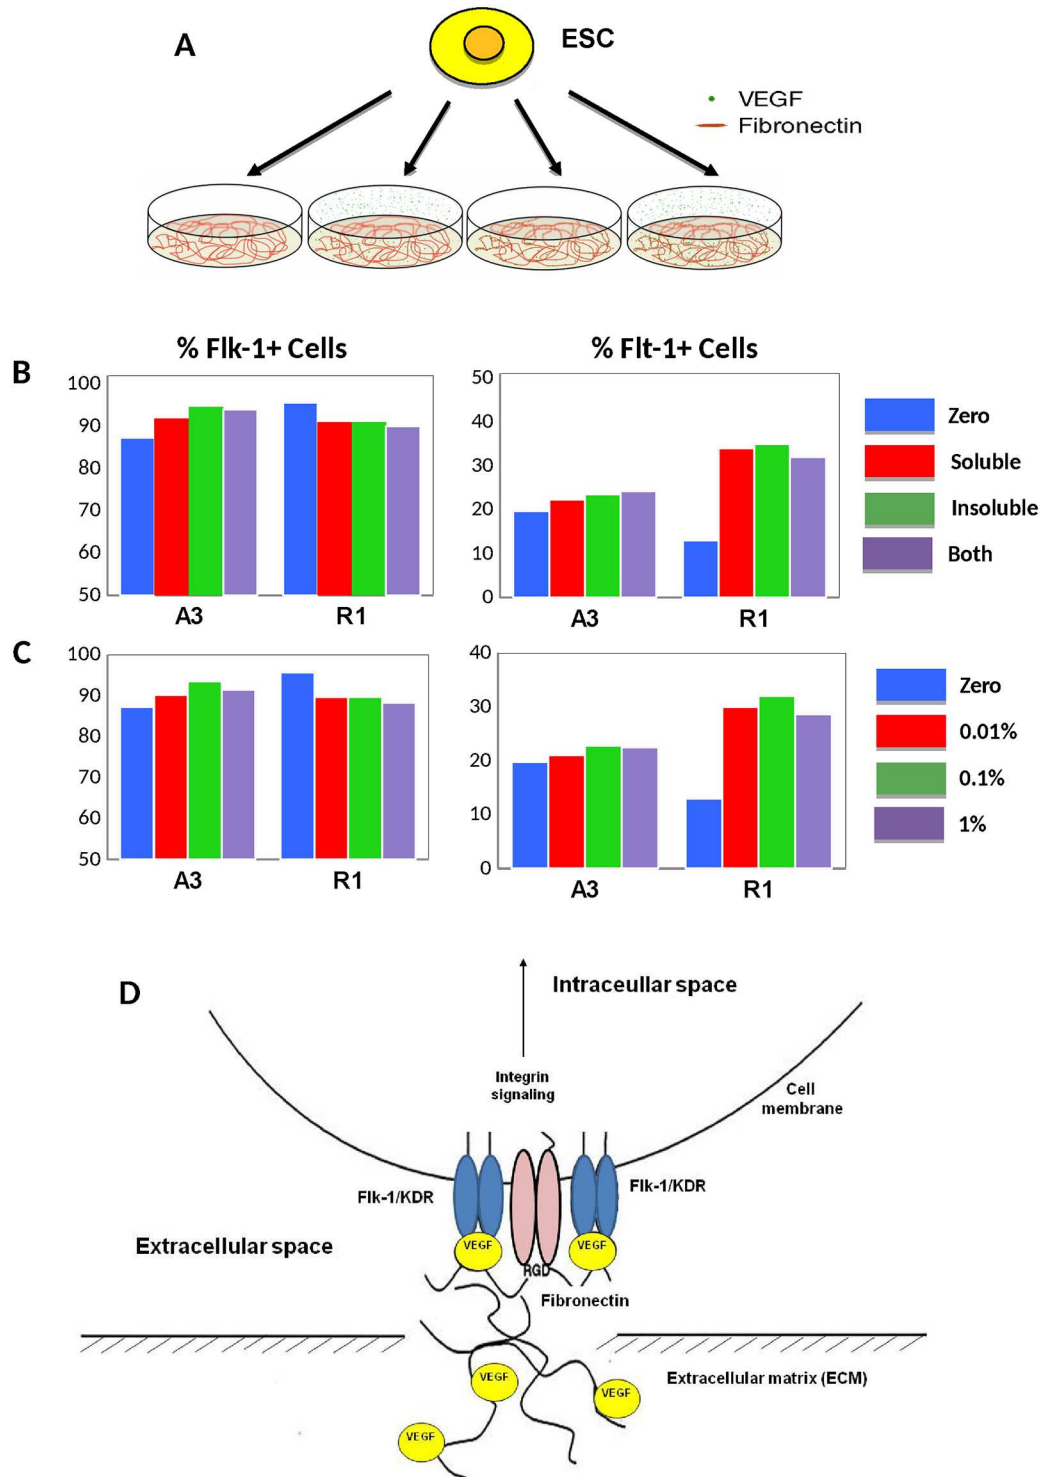 A
ESC
VEGF
Fibronectin
% Flk-1+ Cells
% Flt-1+ Cells
B
100
90
80
70
60
50
A3
R1
50
40
30
20
10
0
A3
R1
Zero
Soluble
Insoluble
Both
C
100
90
80
70
60
50
A3
R1
40
30
20
10
0
A3
R1
Zero
0.01%
0.1%
1%
D
Intraceullar space
Integrin
signaling
Cell
membrane
Flk-1/KDR
Flk-1/KDR
VEGF
VEGF
Extracellular space
RGD
Fibronectin
VEGF
VEGF
Extracellular matrix (ECM)
VEGF